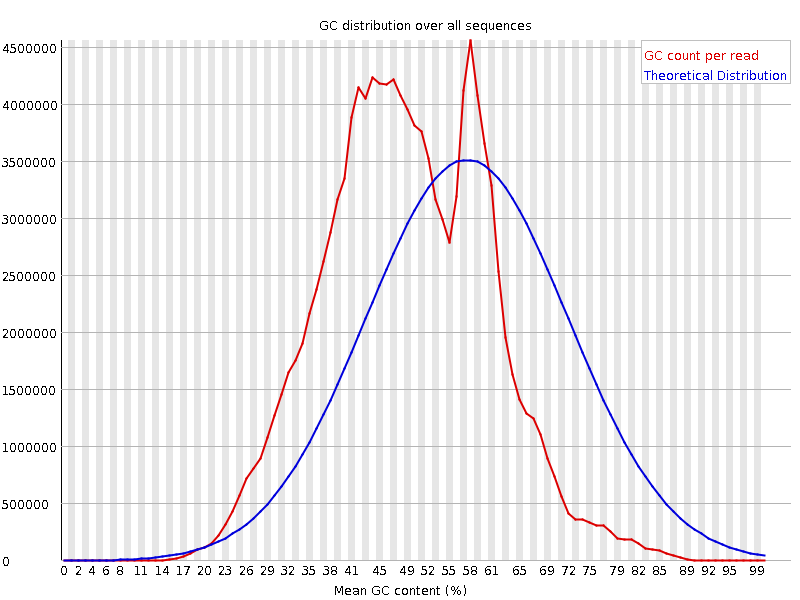 GC distribution over all sequences
4500000
GC count per read
Theoretical Distribution
4000000
3500000
3000000
2500000
2000000
1500000
1000000
500000
0
0 2 4 6 8 11 14 17 20 23 26 29 32 35 38 41 45 49 52 55 58 61 65 69 72 75 79 82 85 89 92 95 99
Mean GC content (%)